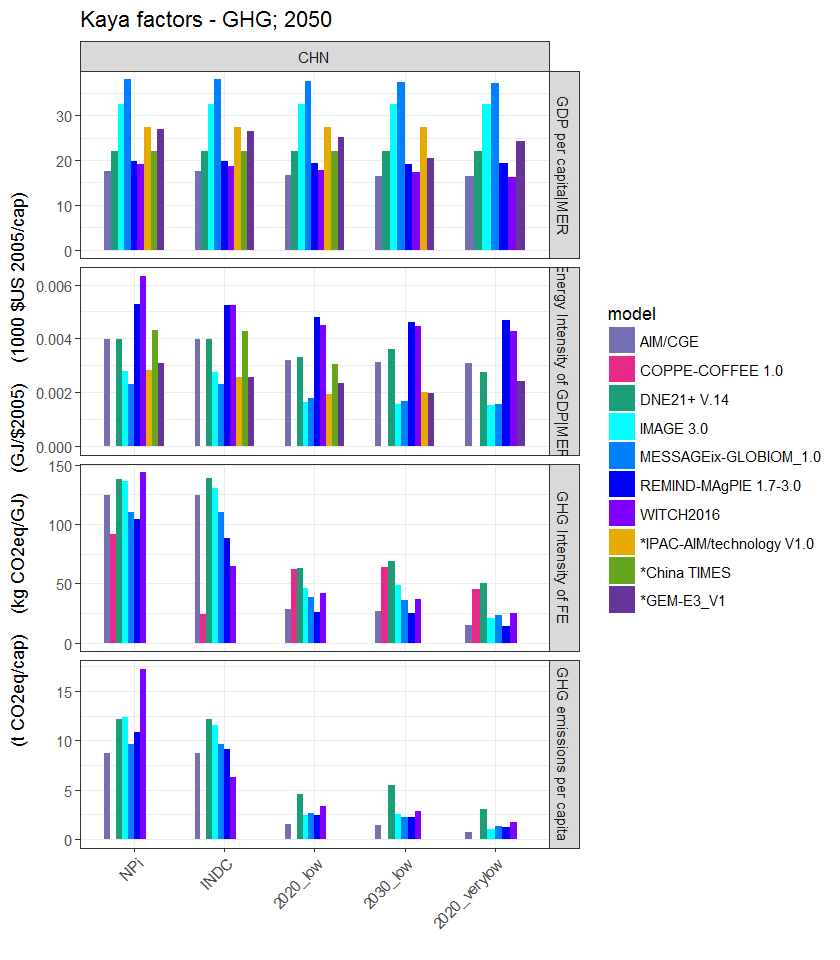 Kaya factors - GHG; 2050
CHN
GDP per capita|MER
30
20
10
0
Energy Intensity of GDP|MER
0.006
0.004
0.002
0.000
GHG Intensity of FE
150
100
50
0
GHG emissions per capita
15
10
5
0
(t CO2eq/cap) (kg CO2eq/GJ) (GJ/$2005) (1000 $US 2005/cap)
NPi
INDC
2020_low
2030_low
2020_verylow
model
AIM/CGE
COPPE-COFFEE 1.0
DNE21+ V.14
IMAGE 3.0
MESSAGEix-GLOBIOM_1.0
REMIND-MAgPIE 1.7-3.0
WITCH2016
*IPAC-AIM/technology V1.0
*China TIMES
*GEM-E3_V1